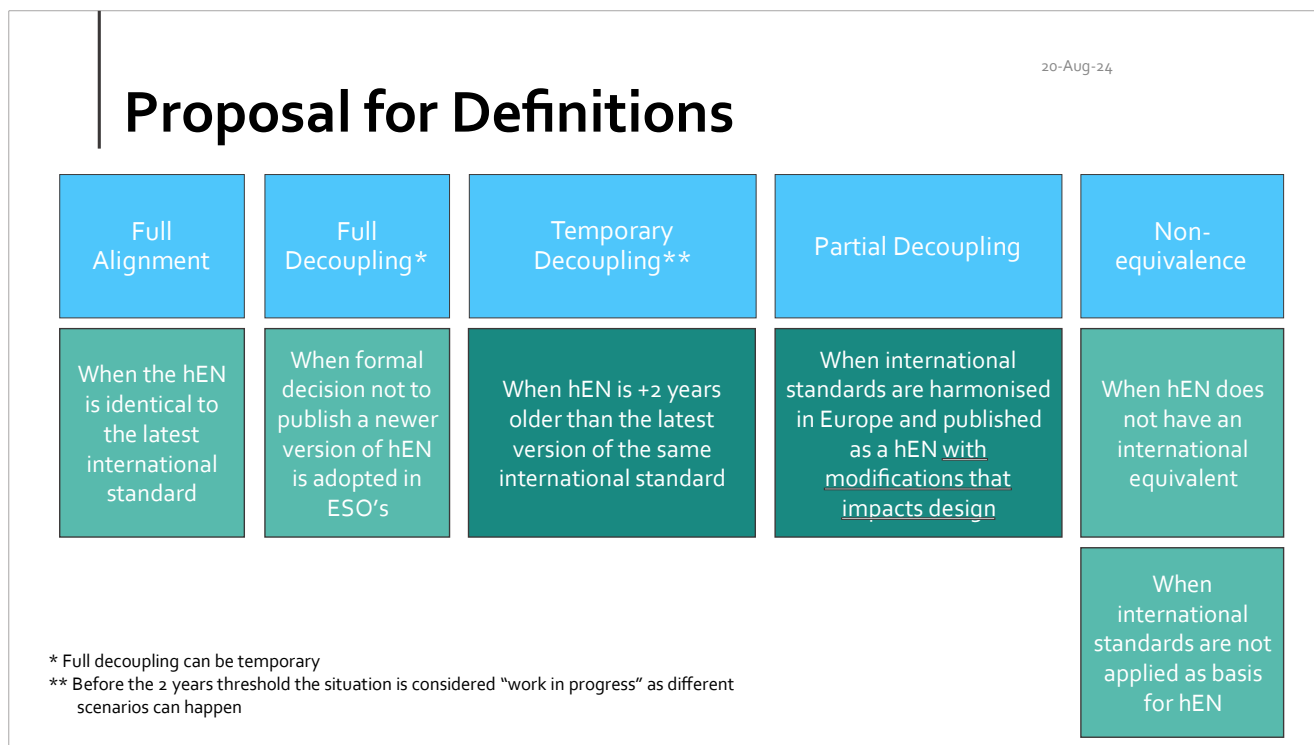 20-Aug-24
Proposal for Definitions
Full
Alignment
Full
Decoupling*
Temporary
Decoupling**
Partial Decoupling
Non-
equivalence
When the hEN
is identical to
the latest
international
standard
When formal
decision not to
publish a newer
version of hEN
is adopted in
ESO’s
When hEN is +2 years
older than the latest
version of the same
international standard
When international
standards are harmonised
in Europe and published
as a hEN with
modifications that
impacts design
When hEN does
not have an
international
equivalent
When
international
standards are not
applied as basis
for hEN
* Full decoupling can be temporary
** Before the 2 years threshold the situation is considered “work in progress” as different
scenarios can happen